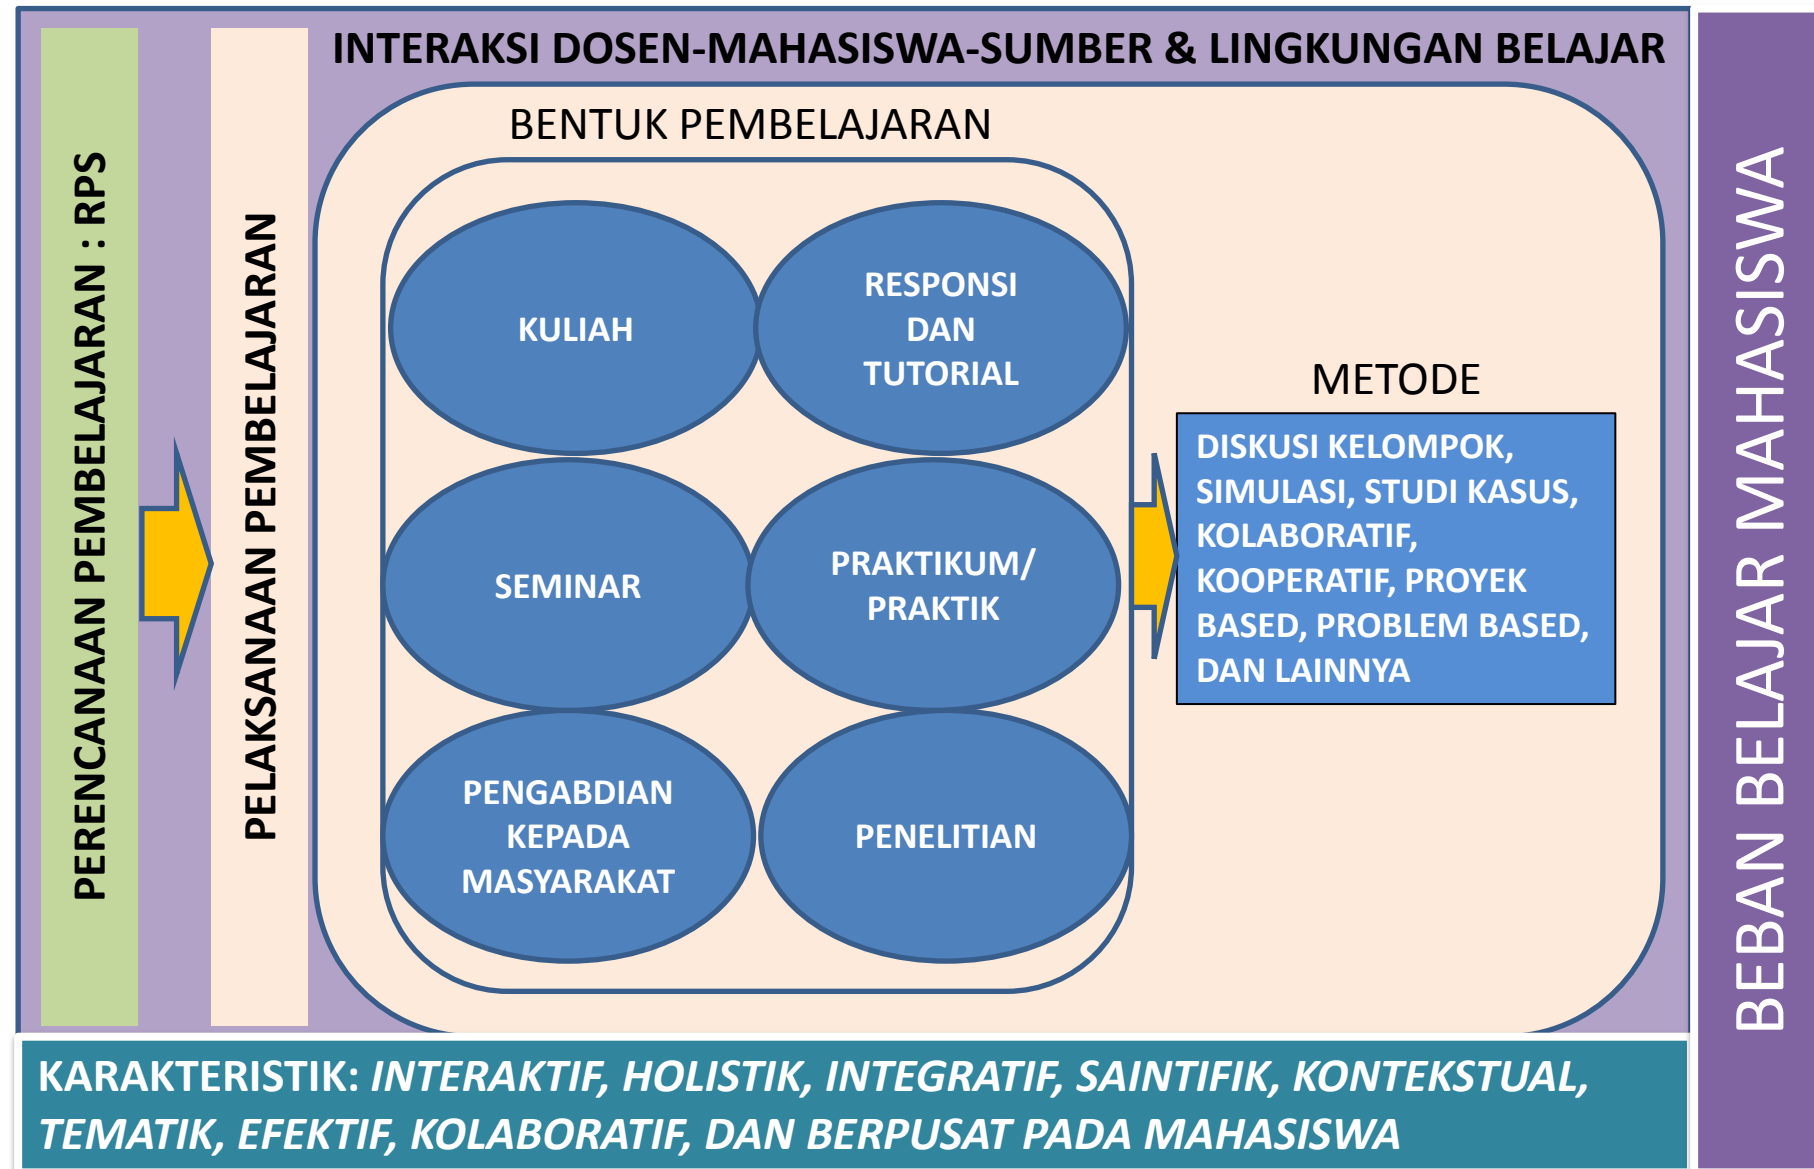 INTERAKSI DOSEN-MAHASISWA-SUMBER & LINGKUNGAN BELAJAR
PERENCANAAN PEMBELAJARAN : RPS
PELAKSANAAN PEMBELAJARAN
BENTUK PEMBELAJARAN
KULIAH
RESPONSI
DAN
TUTORIAL
SEMINAR
PRAKTIKUM/
PRAKTIK
PENGABDIAN
KEPADA
MASYARAKAT
PENELITIAN
METODE
DISKUSI KELOMPOK,
SIMULASI, STUDI KASUS,
KOLABORATIF,
KOOPERATIF, PROYEK
BASED, PROBLEM BASED,
DAN LAINNYA
BEBAN BELAJAR MAHASISWA
KARAKTERISTIK: INTERAKTIF, HOLISTIK, INTEGRATIF, SAINTIFIK, KONTEKSTUAL,
TEMATIK, EFEKTIF, KOLABORATIF, DAN BERPUSAT PADA MAHASISWA